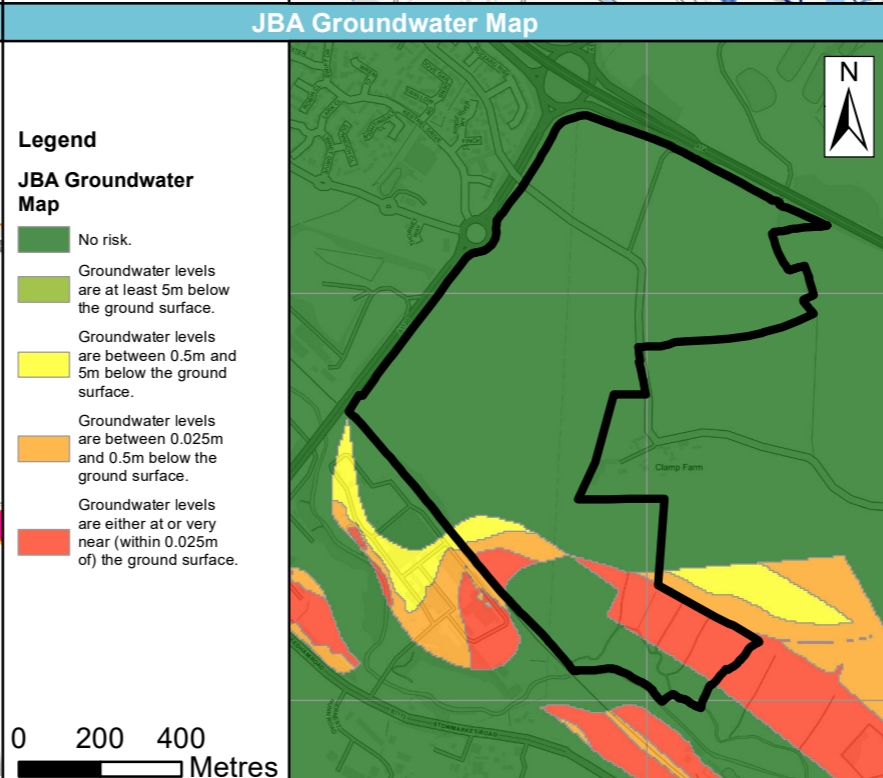 JBA Groundwater Map
N
Legend
JBA Groundwater
Map
No risk.
Groundwater levels
are at least 5m below
the ground surface.
Groundwater levels
are between 0.5m and
5m below the ground
surface.
Groundwater levels
are between 0.025m
and 0.5m below the
ground surface.
Groundwater levels
are either at or very
near (within 0.025m
of) the ground surface.
Clamp Farm
STOWMARKET ROAD
0 200 400
Metres